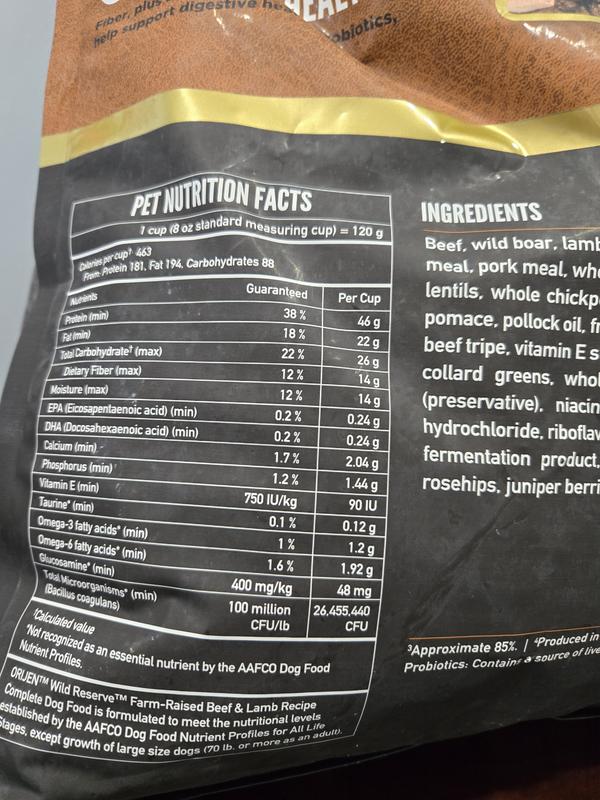 Fiber, plus
help support digestive he
HEALT
obiotics,
PET NUTRITION FACTS
1 cup (8 oz standard measuring cup) = 120 g
Calories per cup† 463
From: Protein 181, Fat 194, Carbohydrates 88
Nutrients Guaranteed Per Cup
Protein (min) 38 % 46 g
Fat (min) 18 % 22 g
Total Carbohydrate† (max) 22 % 26 g
Dietary Fiber (max) 12 % 14 g
Moisture (max) 12 % 14 g
EPA (Eicosapentaenoic acid) (min) 0.2 % 0.24 g
DHA (Docosahexaenoic acid) (min) 0.2 % 0.24 g
Calcium (min) 1.7 % 2.04 g
Phosphorus (min) 1.2 % 1.44 g
Vitamin E (min) 750 IU/kg 90 IU
Taurine* (min) 0.1 % 0.12 g
Omega-3 fatty acids* (min) 1 % 1.2 g
Omega-6 fatty acids* (min) 1.6 % 1.92 g
Glucosamine* (min) 400 mg/kg 48 mg
Total Microorganisms* (min) 100 million 26,455,440
(Bacillus coagulans) CFU/lb CFU
†Calculated value
*Not recognized as an essential nutrient by the AAFCO Dog Food
Nutrient Profiles.
ORIJEN™ Wild Reserve™ Farm-Raised Beef & Lamb Recipe
Complete Dog Food is formulated to meet the nutritional levels
established by the AAFCO Dog Food Nutrient Profiles for All Life
Stages, except growth of large size dogs (70 lb. or more as an adult).
INGREDIENTS
Beef, wild boar, lamb
meal, pork meal, who
lentils, whole chickp
pomace, pollock oil, fr
beef tripe, vitamin E s
collard greens, whol
(preservative), niacin
hydrochloride, riboflav
fermentation product,
rosehips, juniper berri
³Approximate 85%. | ⁴Produced in
Probiotics: Contains a source of live